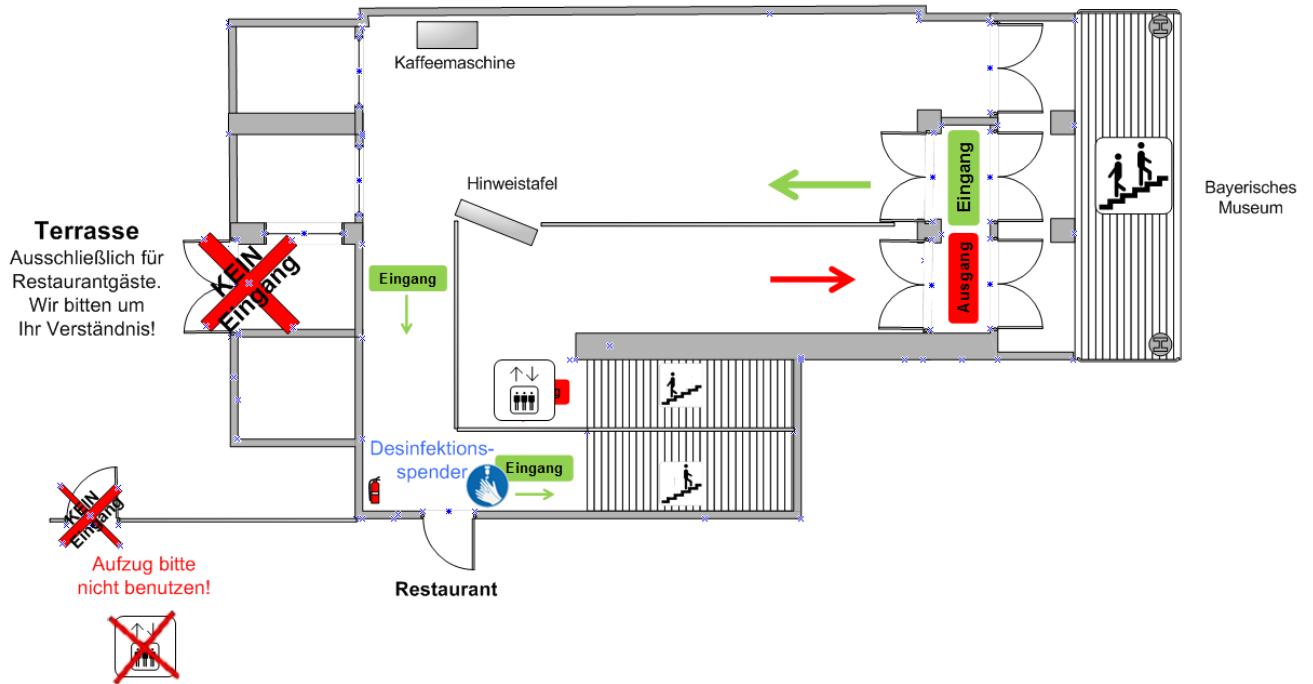 Kaffeemaschine
Eingang
Hinweistafel
Bayerisches
Museum
Terrasse
Ausschließlich für
Restaurantgäste.
Wir bitten um
Ihr Verständnis!
KEIN
Eingang
Eingang
Ausgang
Desinfektions-
spender
Eingang
KEIN
Eingang
Aufzug bitte
nicht benutzen!
Restaurant